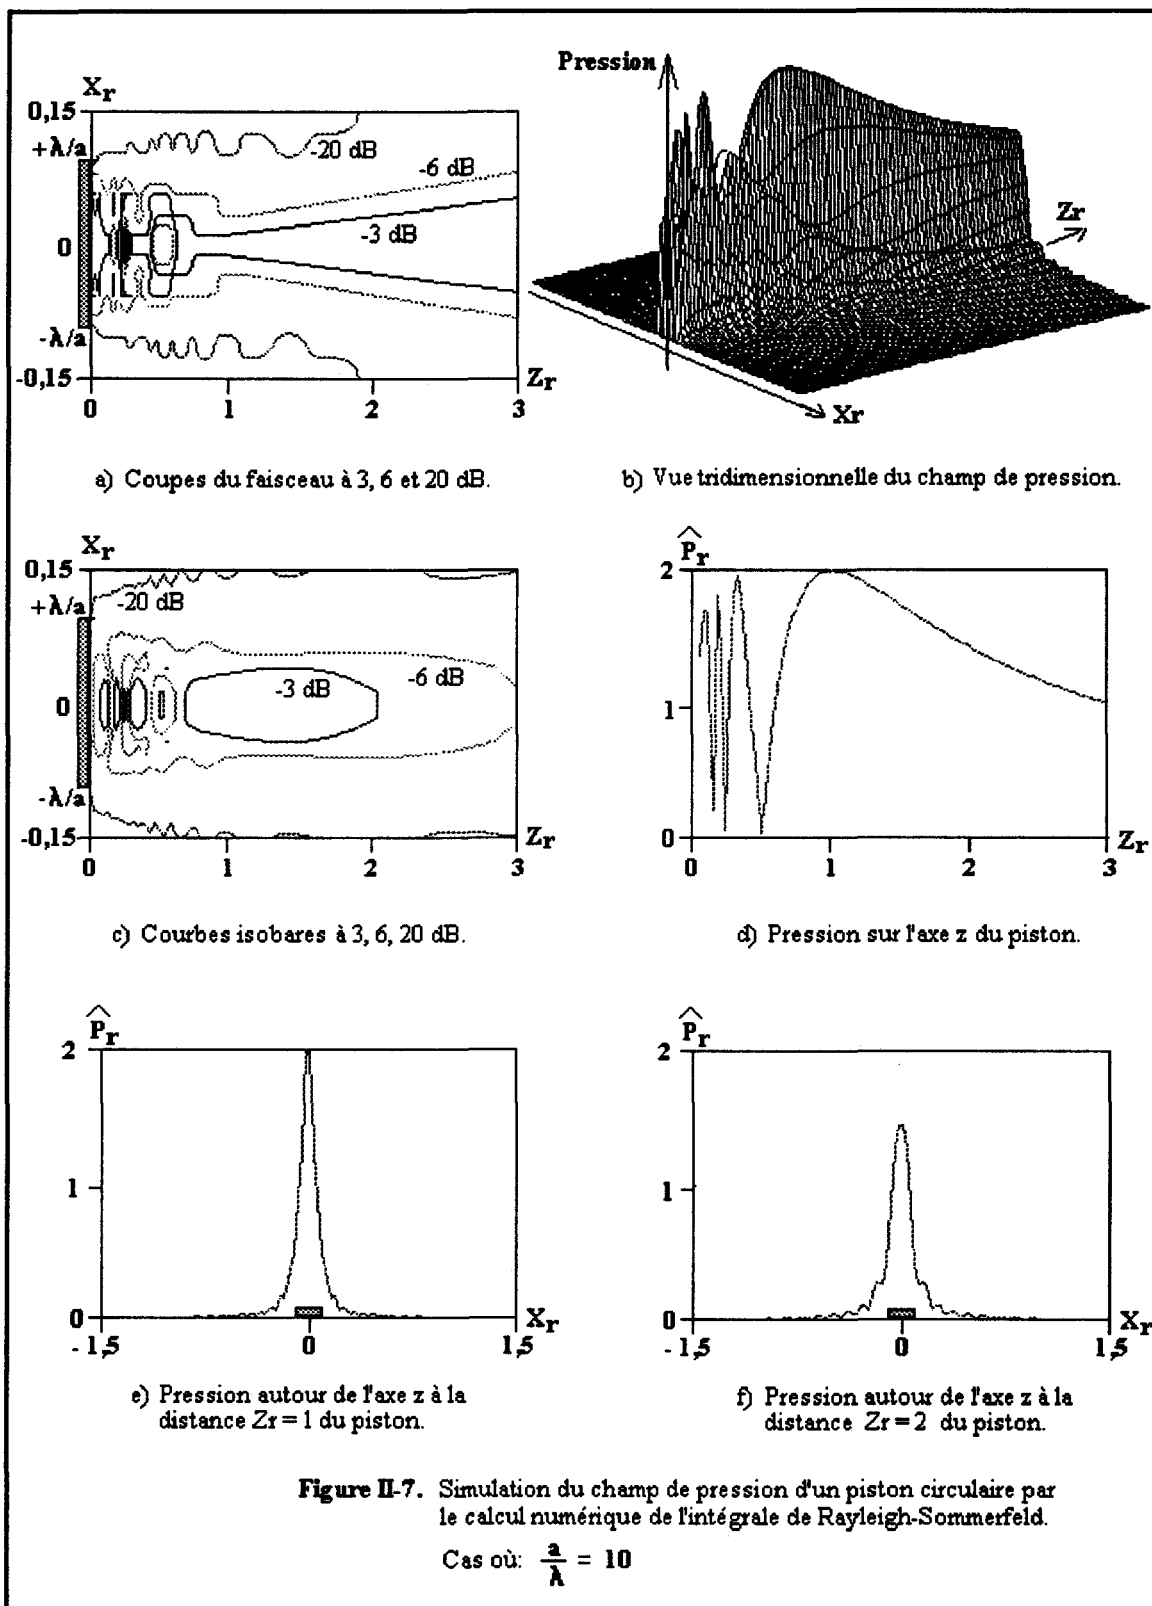 Xr
0,15
+λ/a
0
-λ/a
-0,15
-20 dB
-6 dB
-3 dB
Zr
0 1 2 3
a) Coupes du faisceau à 3, 6 et 20 dB.
Pression
Zr
Xr
b) Vue tridimensionnelle du champ de pression.
Xr
0,15
+λ/a
0
-λ/a
-0,15
-20 dB
-3 dB
-6 dB
Zr
0 1 2 3
c) Courbes isobares à 3, 6, 20 dB.
P̂r
2
1
0
Zr
0 1 2 3
d) Pression sur l'axe z du piston.
P̂r
2
1
0
Xr
-1,5 0 1,5
e) Pression autour de l'axe z à la
distance Zr = 1 du piston.
P̂r
2
1
0
Xr
-1,5 0 1,5
f) Pression autour de l'axe z à la
distance Zr = 2 du piston.
Figure II-7. Simulation du champ de pression d'un piston circulaire par
le calcul numérique de l'intégrale de Rayleigh-Sommerfeld.
Cas où: a/λ = 10